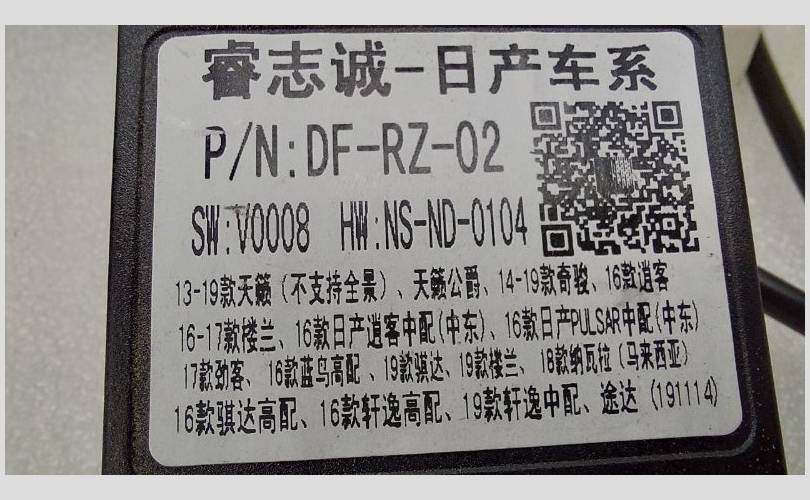 睿志诚-日产车系
P/N:DF-RZ-02
SW:V0008 HW:NS-ND-0104
13-19款天籁（不支持全景）、天籁公爵、14-19款奇骏、16款逍客
16-17款楼兰、16款日产逍客中配(中东)、16款日产PULSAR中配(中东)
17款劲客、16款蓝鸟高配、19款骐达、19款楼兰、18款纳瓦拉（马来西亚）
16款骐达高配、16款轩逸高配、19款轩逸中配、途达（191114）